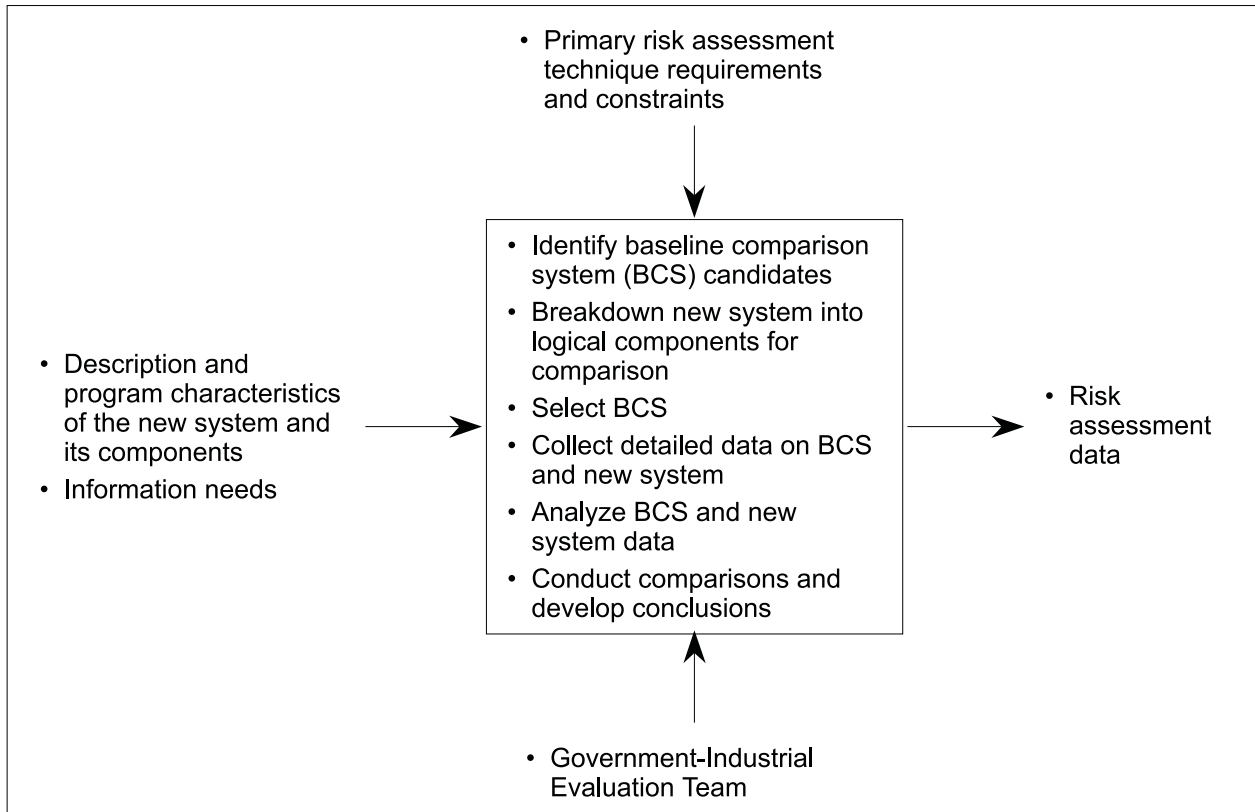 • Primary risk assessment
technique requirements
and constraints
• Identify baseline comparison
system (BCS) candidates
• Breakdown new system into
logical components for
comparison
• Select BCS
• Collect detailed data on BCS
and new system
• Analyze BCS and new
system data
• Conduct comparisons and
develop conclusions
• Description and
program characteristics
of the new system and
its components
• Information needs
• Risk
assessment
data
• Government-Industrial
Evaluation Team